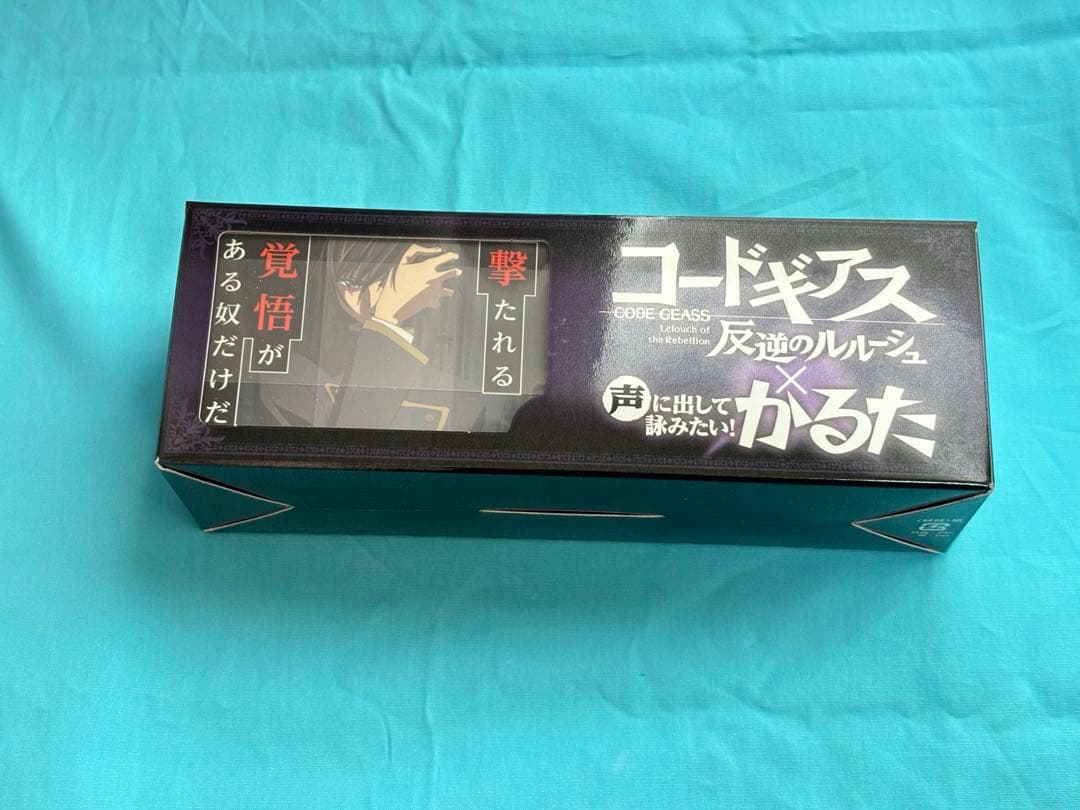 撃たれる
覚悟が
ある奴だけだ
コードギアス
CODE GEASS
Lelouch of
the Rebellion
反逆のルルーシュ
×
声に出して
詠みたい!
かるた